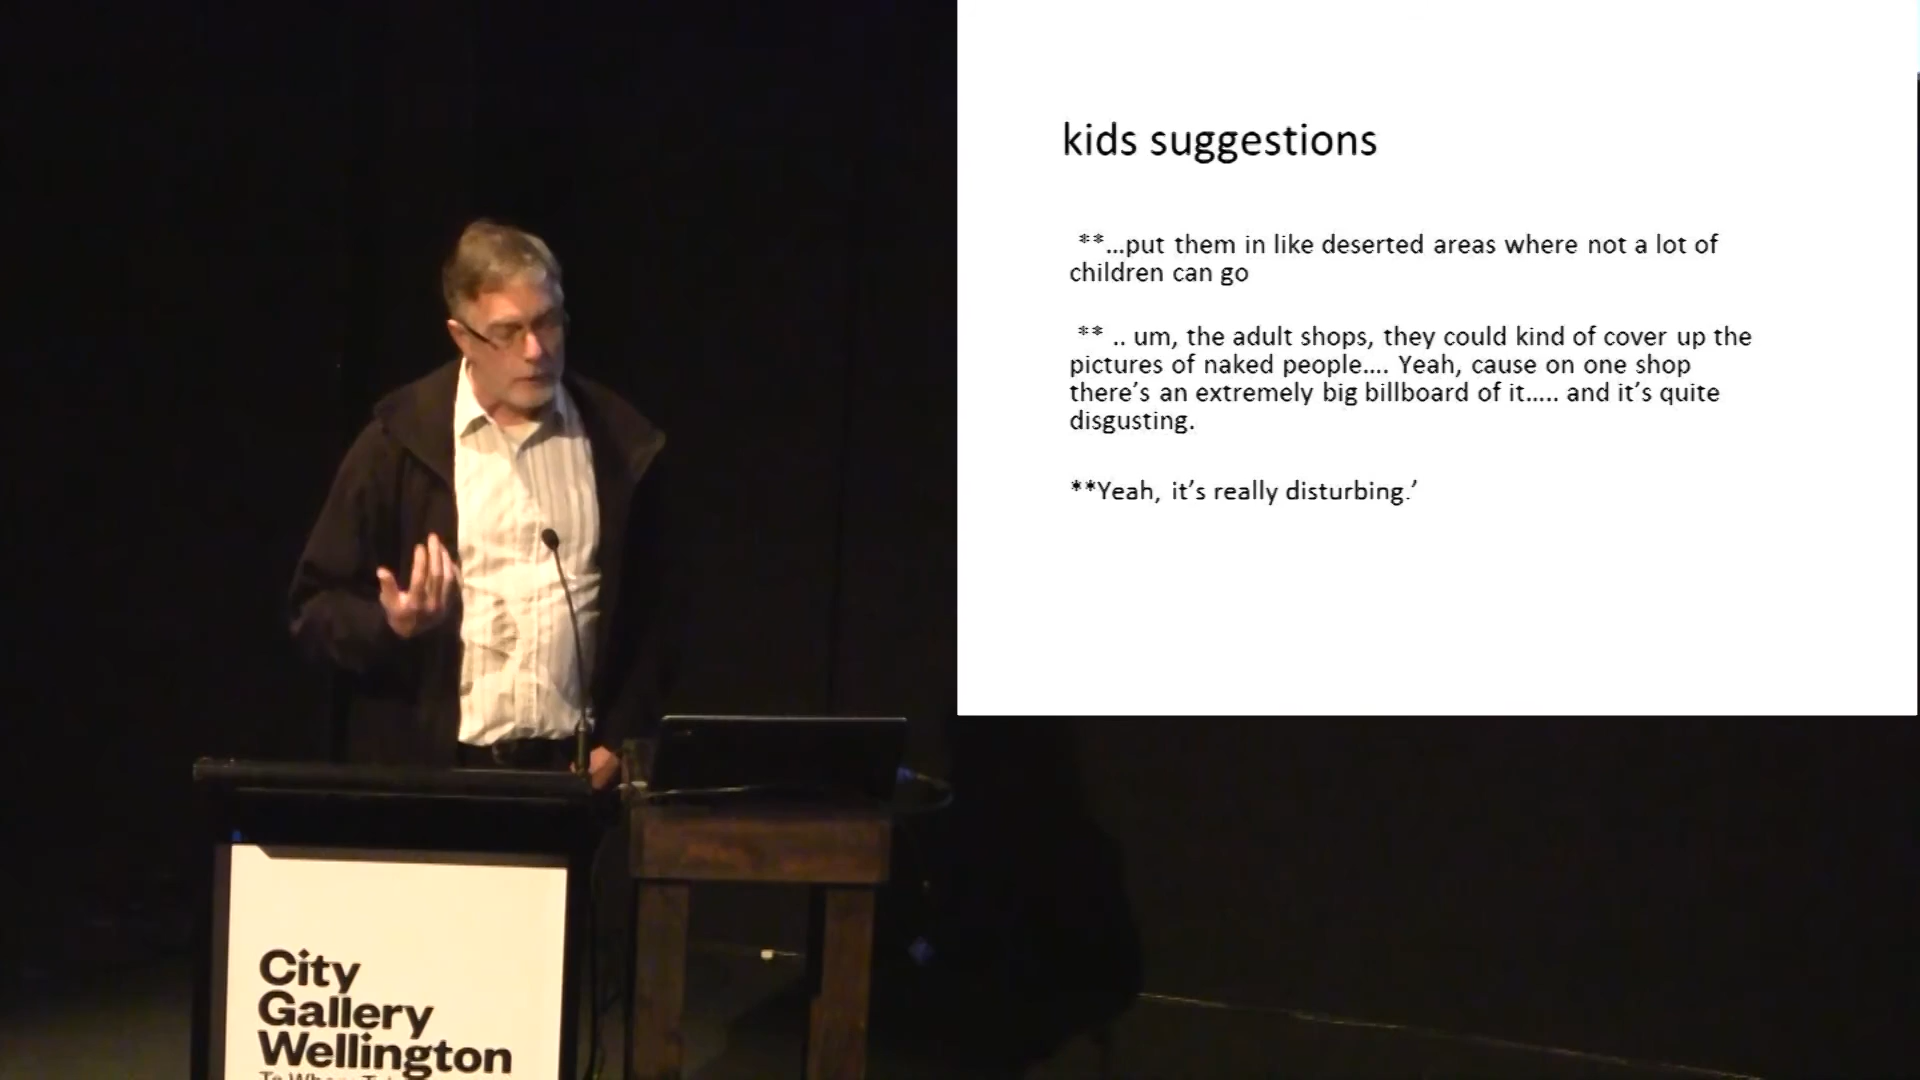 kids suggestions
**...put them in like deserted areas where not a lot of
children can go
** .. um, the adult shops, they could kind of cover up the
pictures of naked people.... Yeah, cause on one shop
there’s an extremely big billboard of it..... and it’s quite
disgusting.
**Yeah, it’s really disturbing.’
City
Gallery
Wellington